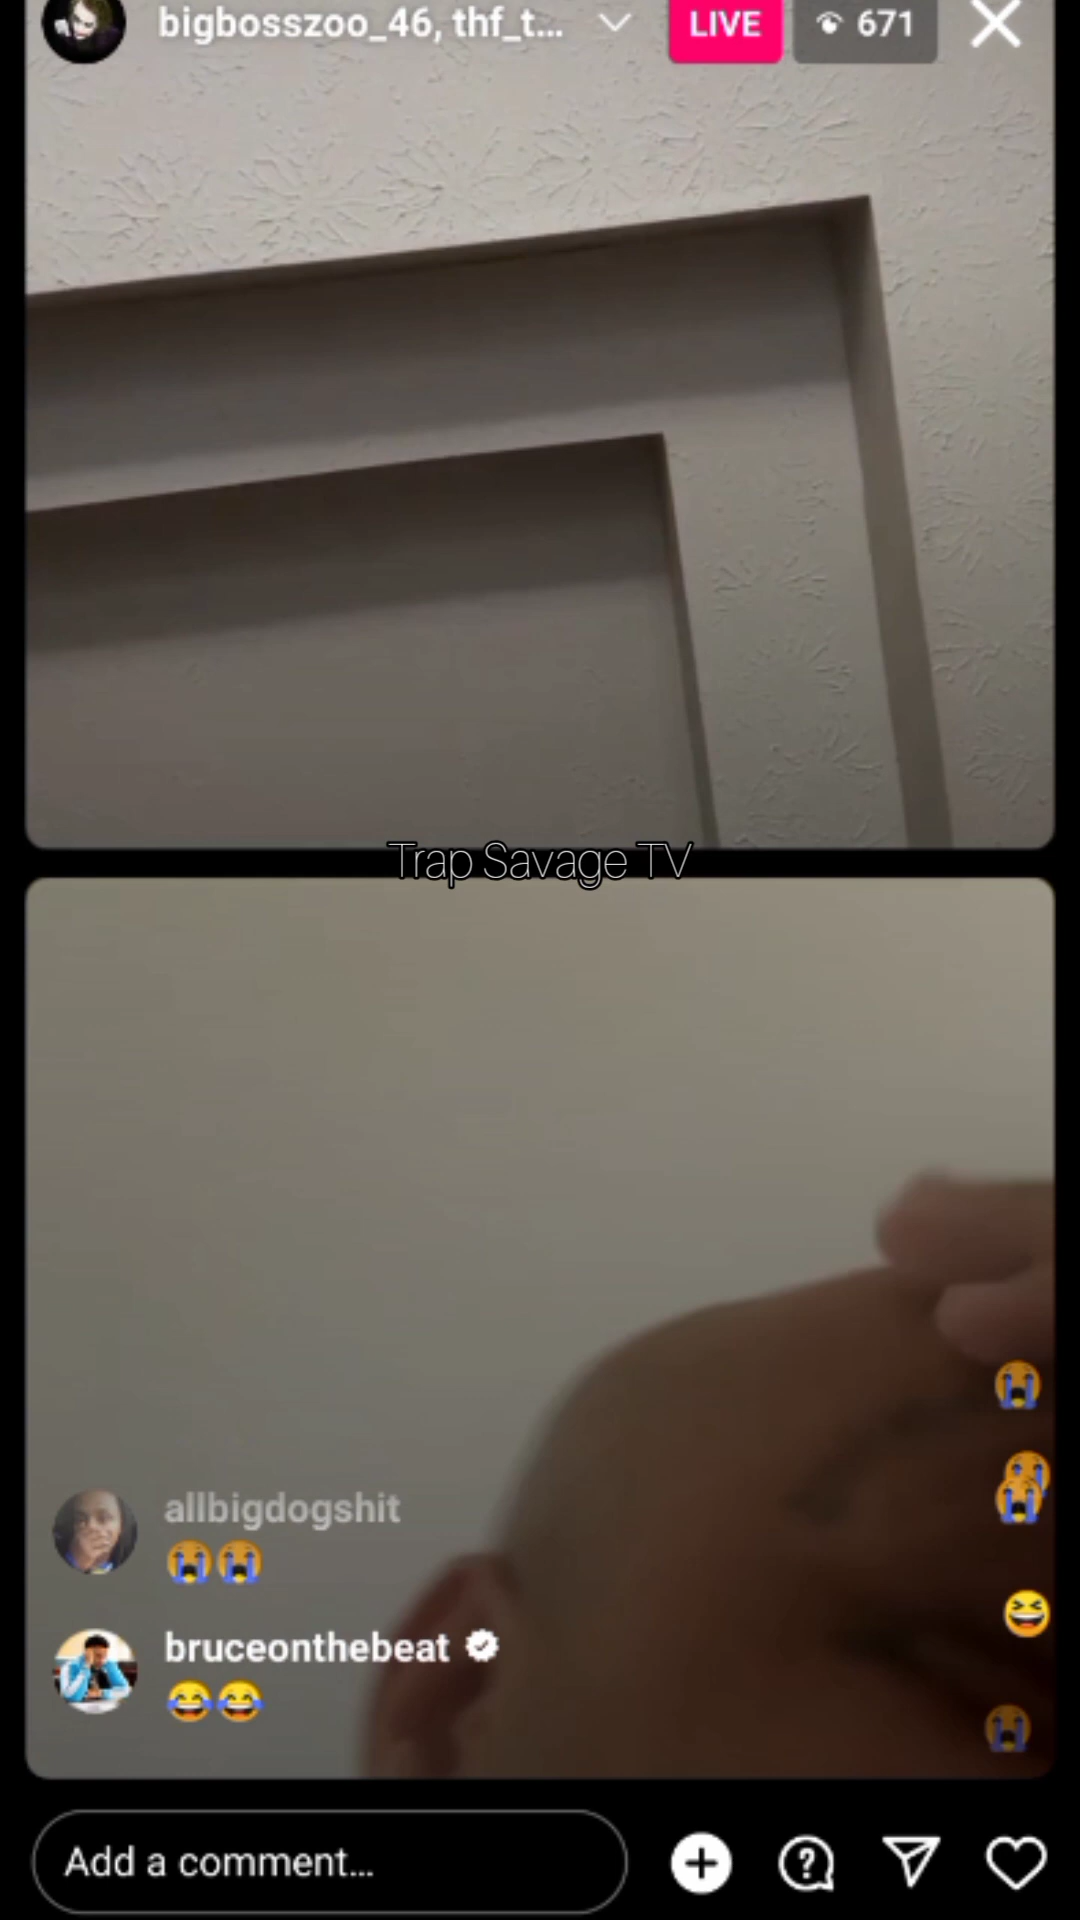 bigbosszoo_46, thf_t...
LIVE
671
Trap Savage TV
allbigdogshit
😭😭
bruceonthebeat
😂😂
Add a comment...